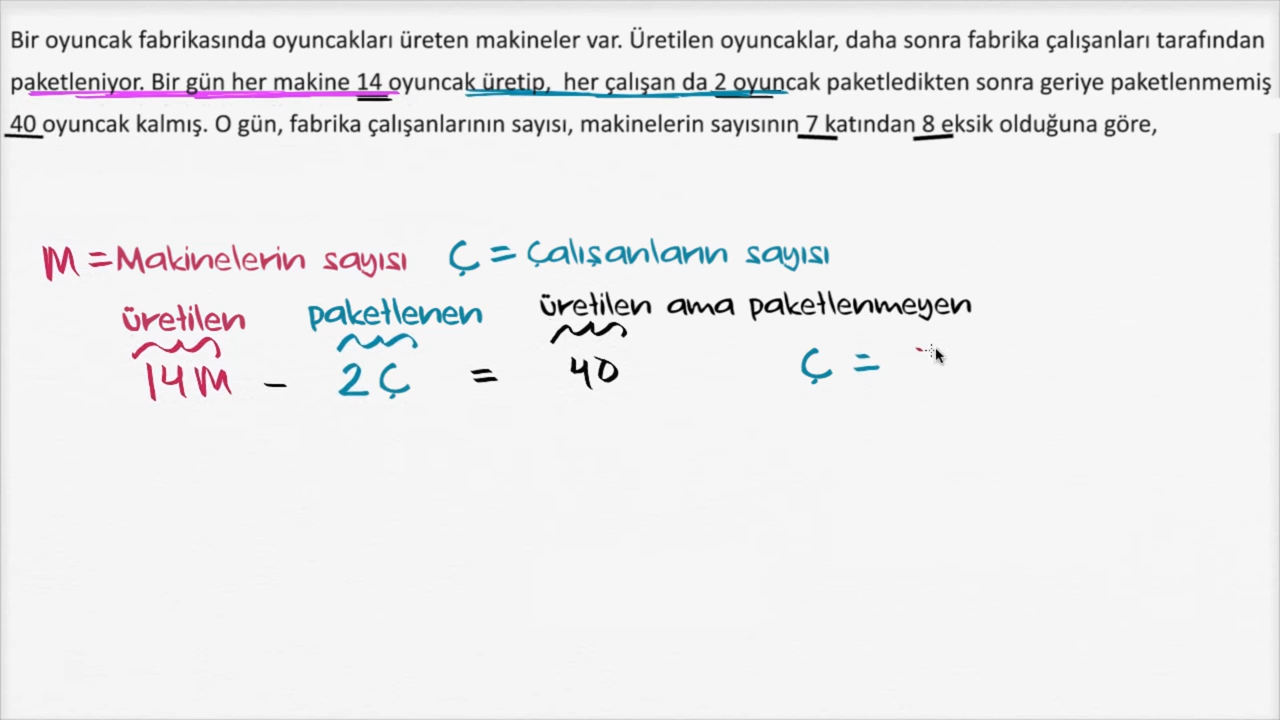 Bir oyuncak fabrikasında oyuncakları üreten makineler var. Üretilen oyuncaklar, daha sonra fabrika çalışanları tarafından
paketleniyor. Bir gün her makine 14 oyuncak üretip, her çalışan da 2 oyuncak paketledikten sonra geriye paketlenmemiş
40 oyuncak kalmış. O gün, fabrika çalışanlarının sayısı, makinelerin sayısının 7 katından 8 eksik olduğuna göre,
M = Makinelerin sayısı Ç = Çalışanların sayısı
üretilen paketlenen üretilen ama paketlenmeyen
14M - 2Ç = 40 Ç =